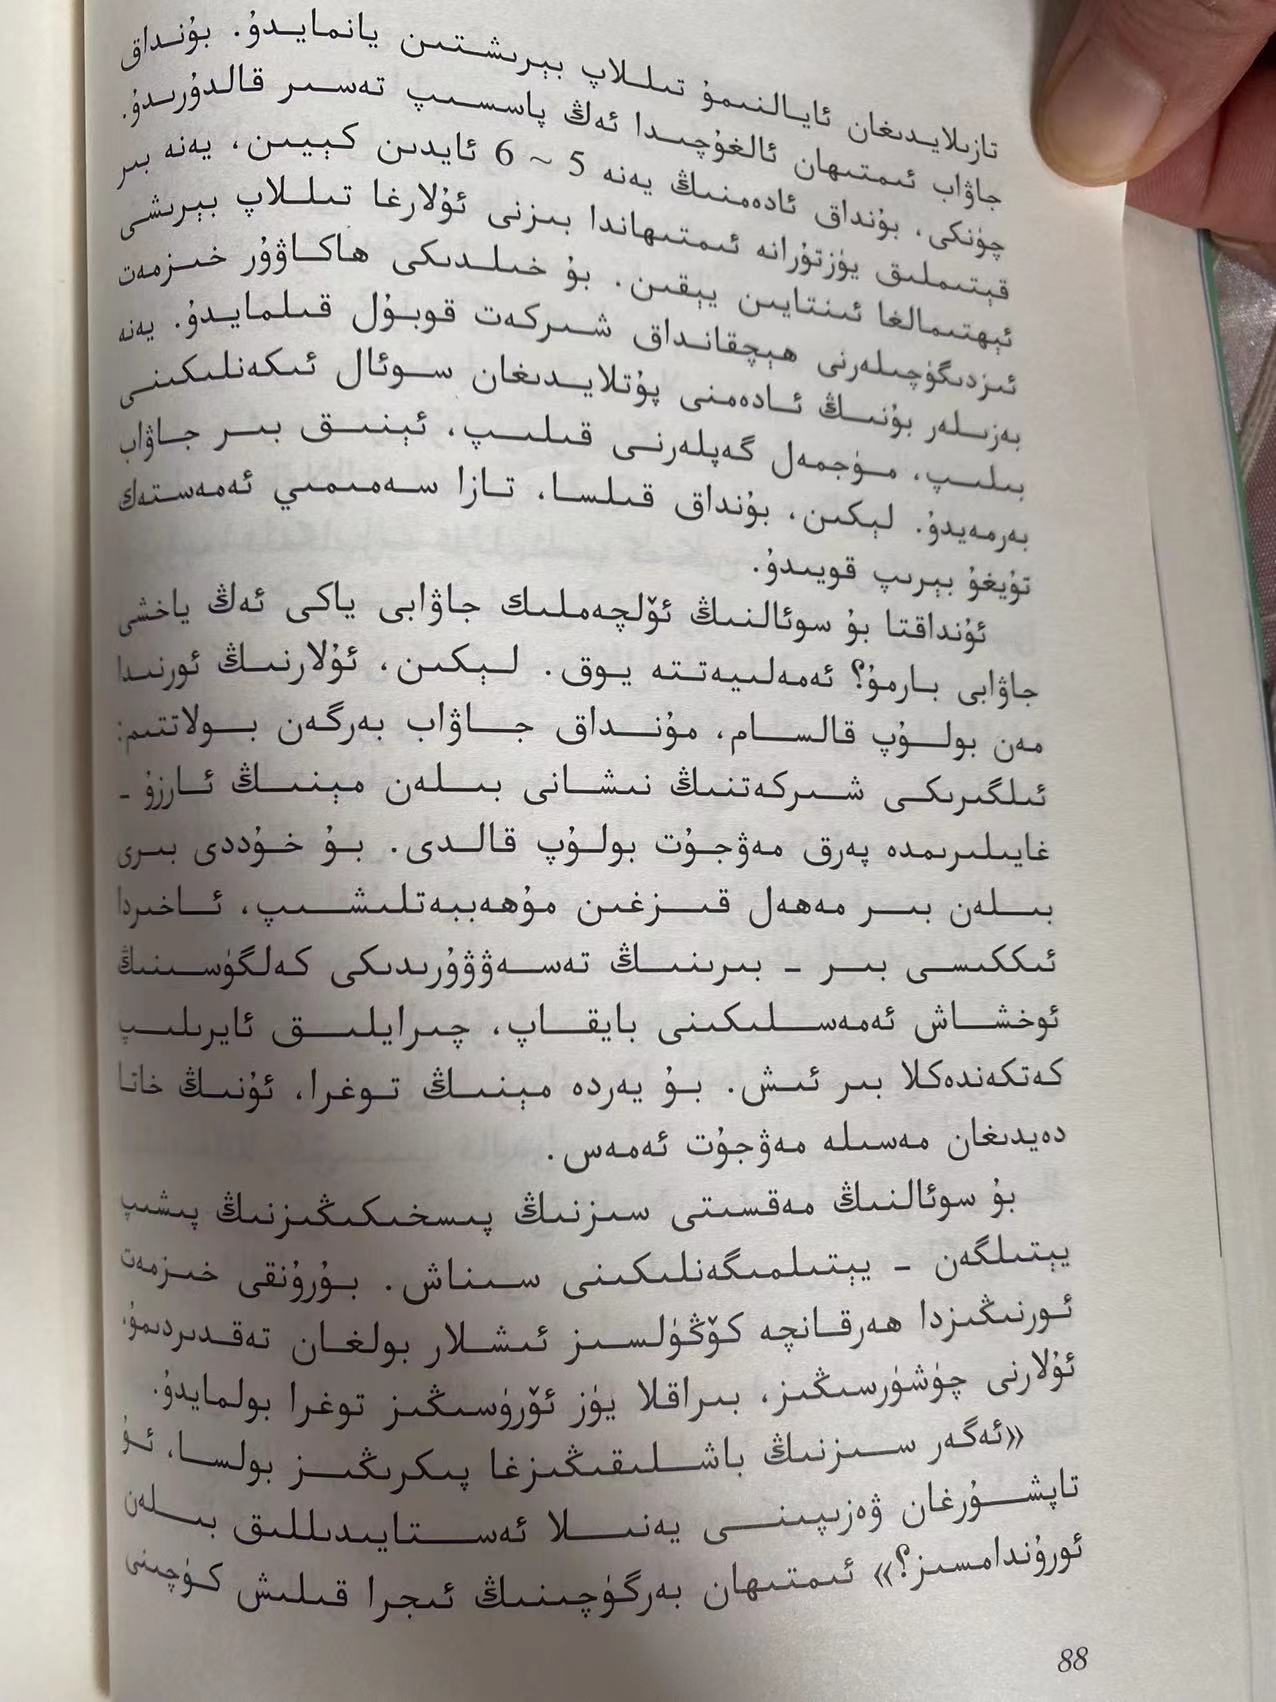 تازىلايدىغان ئايالنىمۇ تىللاپ بېرىشتىن يانمايدۇ. بۇنداق
جاۋاب ئىمتىھان ئالغۇچىدا ئەڭ پاسسىپ تەسىر قالدۇرىدۇ.
چۈنكى، بۇنداق ئادەمنىڭ يەنە 5 ~ 6 ئايدىن كېيىن، يەنە بىر
قېتىملىق يۈزتۇرانە ئىمتىھاندا بىزنى ئۇلارغا تىللاپ بېرىشى
ئېھتىمالغا ئىنتايىن يېقىن. بۇ خىلدىكى ھاكاۋۇر خىزمەت
ئىزدىگۈچىلەرنى ھېچقانداق شىركەت قوبۇل قىلمايدۇ. يەنە
بەزىلەر بۇنىڭ ئادەمنى پۇتلايدىغان سوئال ئىكەنلىكىنى
بىلىپ، مۈجمەل گەپلەرنى قىلىپ، ئېنىق بىر جاۋاب
بەرمەيدۇ. لېكىن، بۇنداق قىلسا، تازا سەمىمىي ئەمەستەك
تۇيغۇ بېرىپ قويىدۇ.
ئۇنداقتا بۇ سوئالنىڭ ئۆلچەملىك جاۋابى ياكى ئەڭ ياخشى
جاۋابى بارمۇ؟ ئەمەلىيەتتە يوق. لېكىن، ئۇلارنىڭ ئورنىدا
مەن بولۇپ قالسام، مۇنداق جاۋاب بەرگەن بولاتتىم:
ئىلگىرىكى شىركەتنىڭ نىشانى بىلەن مېنىڭ ئارزۇ -
غايىلىرىمدە پەرق مەۋجۇت بولۇپ قالدى. بۇ خۇددى بىرى
بىلەن بىر مەھەل قىزغىن مۇھەببەتلىشىپ، ئاخىردا
ئىككىسى بىر - بىرىنىڭ تەسەۋۋۇرىدىكى كەلگۈسىنىڭ
ئوخشاش ئەمەسلىكىنى بايقاپ، چىرايلىق ئايرىلىپ
كەتكەندەكلا بىر ئىش. بۇ يەردە مېنىڭ توغرا، ئۇنىڭ خاتا
دەيدىغان مەسىلە مەۋجۇت ئەمەس.
بۇ سوئالنىڭ مەقسىتى سىزنىڭ پىسخىكىڭىزنىڭ پىشىپ
يېتىلگەن - يېتىلمىگەنلىكىنى سىناش. بۇرۇنقى خىزمەت
ئورنىڭىزدا ھەرقانچە كۆڭۈلسىز ئىشلار بولغان تەقدىردىمۇ،
ئۇلارنى چۈشۈرسىڭىز، بىراقلا يۈز ئۆرۈسىڭىز توغرا بولمايدۇ.
«ئەگەر سىزنىڭ باشلىقىڭىزغا پىكرىڭىز بولسا، ئۇ
تاپشۇرغان ۋەزىپىنى يەنىلا ئەستايىدىللىق بىلەن
ئورۇندامسىز؟» ئىمتىھان بەرگۈچىنىڭ ئىجرا قىلىش كۈچىنى
88